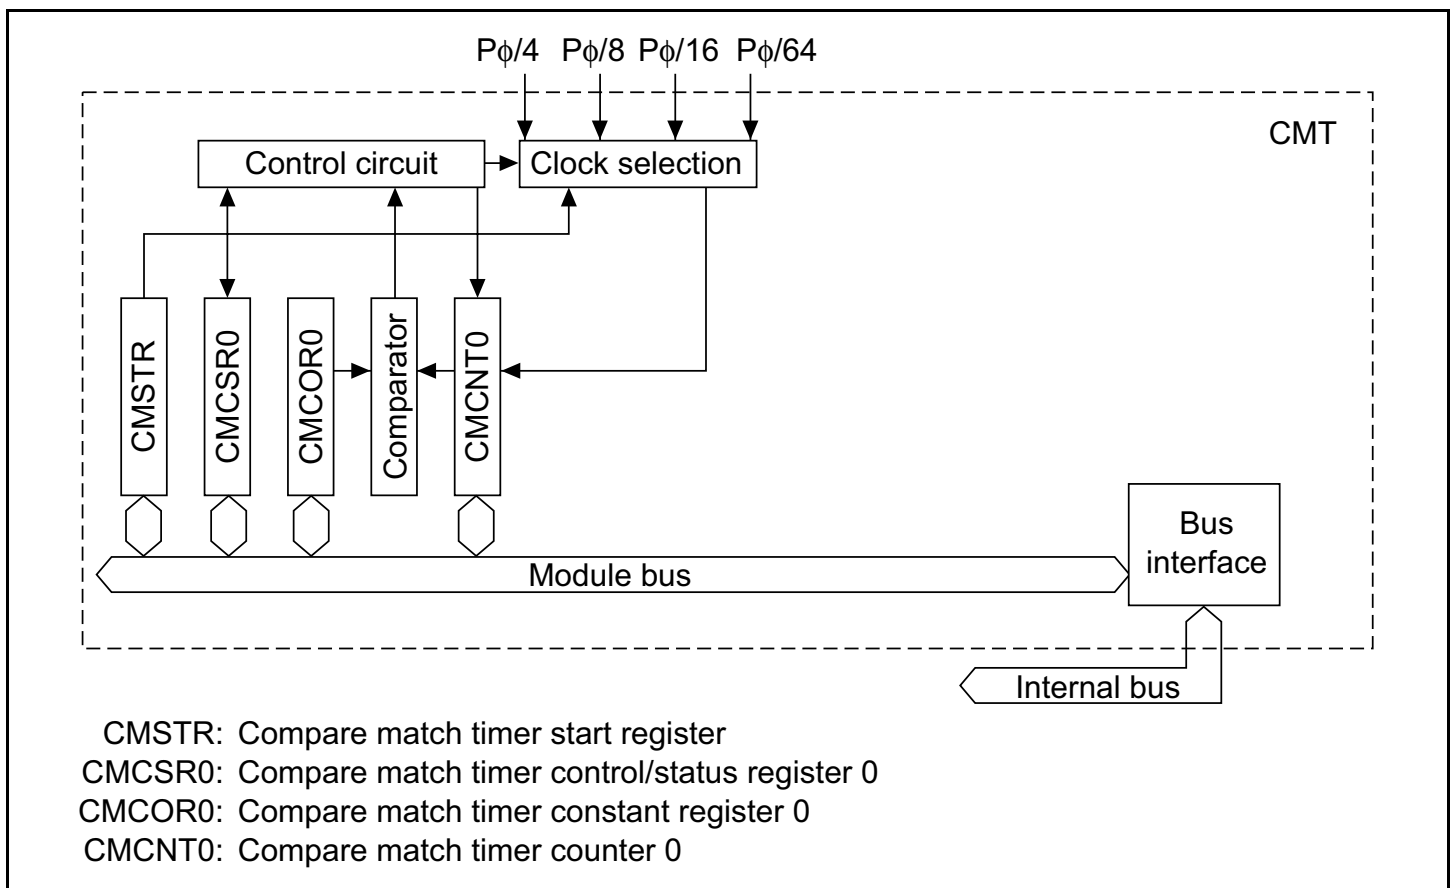 Pϕ/4 Pϕ/8 Pϕ/16 Pϕ/64
CMT
Control circuit
Clock selection
CMSTR
CMCSR0
CMCOR0
Comparator
CMCNT0
Bus
interface
Module bus
Internal bus
CMSTR: Compare match timer start register
CMCSR0: Compare match timer control/status register 0
CMCOR0: Compare match timer constant register 0
CMCNT0: Compare match timer counter 0